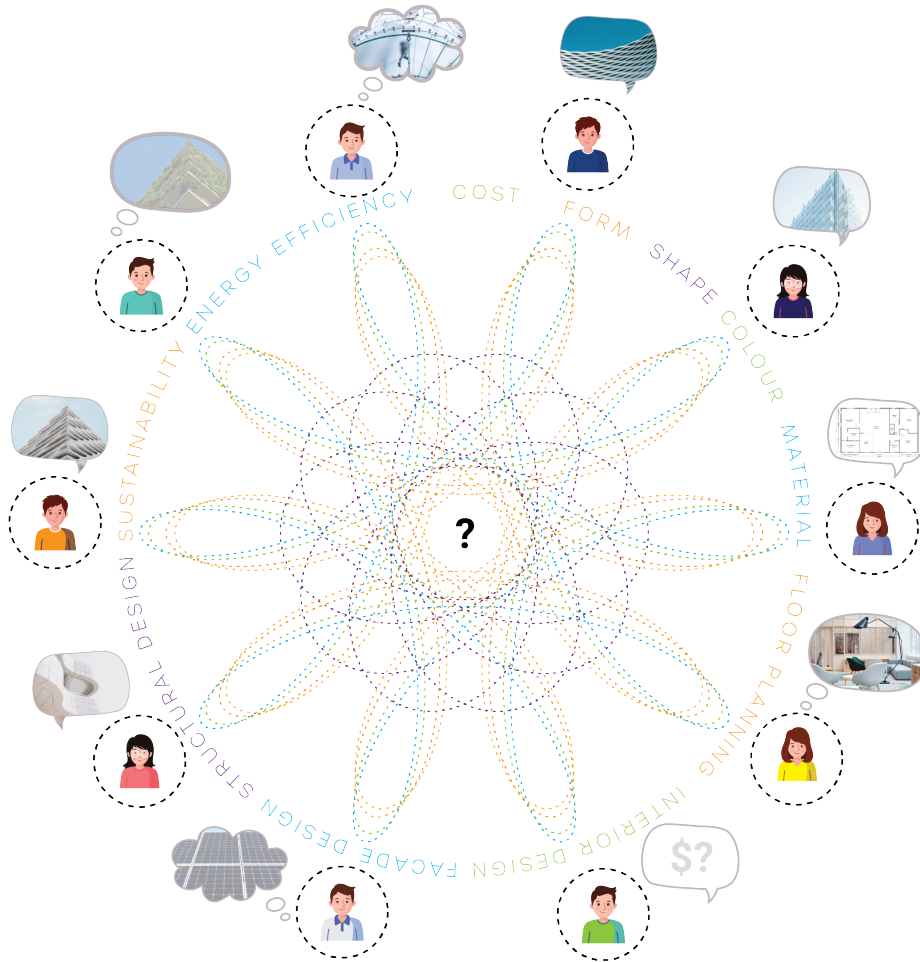 COST
FORM
SHAPE
COLOUR
MATERIAL
FLOOR PLANNING
INTERIOR DESIGN
FACADE DESIGN
STRUCTURAL DESIGN
SUSTAINABILITY
ENERGY EFFICIENCY
?
$?